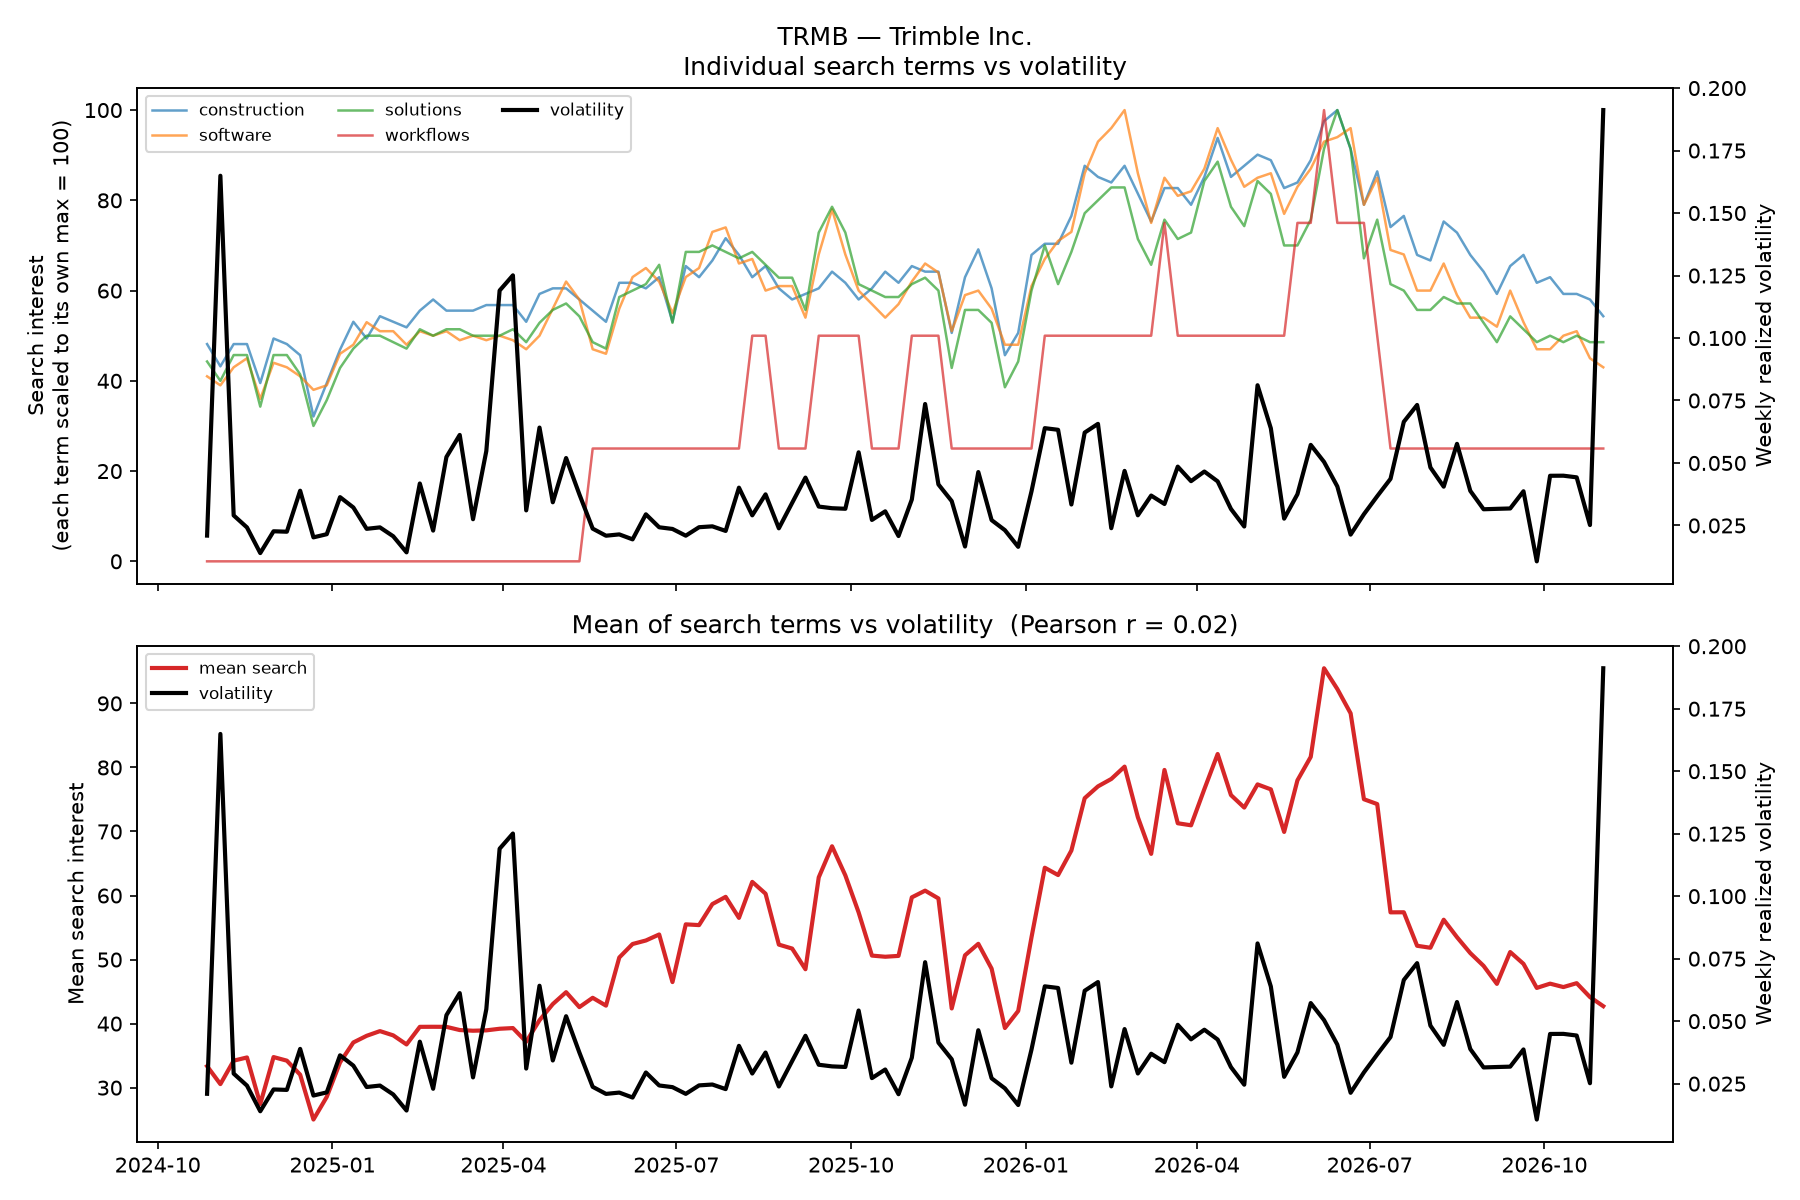 TRMB — Trimble Inc.
Individual search terms vs volatility
construction
software
solutions
workflows
volatility
Search interest
(each term scaled to its own max = 100)
100
80
60
40
20
0
0.200
0.175
0.150
0.125
0.100
0.075
0.050
0.025
Weekly realized volatility
Mean of search terms vs volatility (Pearson r = 0.02)
mean search
volatility
Mean search interest
90
80
70
60
50
40
30
0.200
0.175
0.150
0.125
0.100
0.075
0.050
0.025
Weekly realized volatility
2024-10 2025-01 2025-04 2025-07 2025-10 2026-01 2026-04 2026-07 2026-10